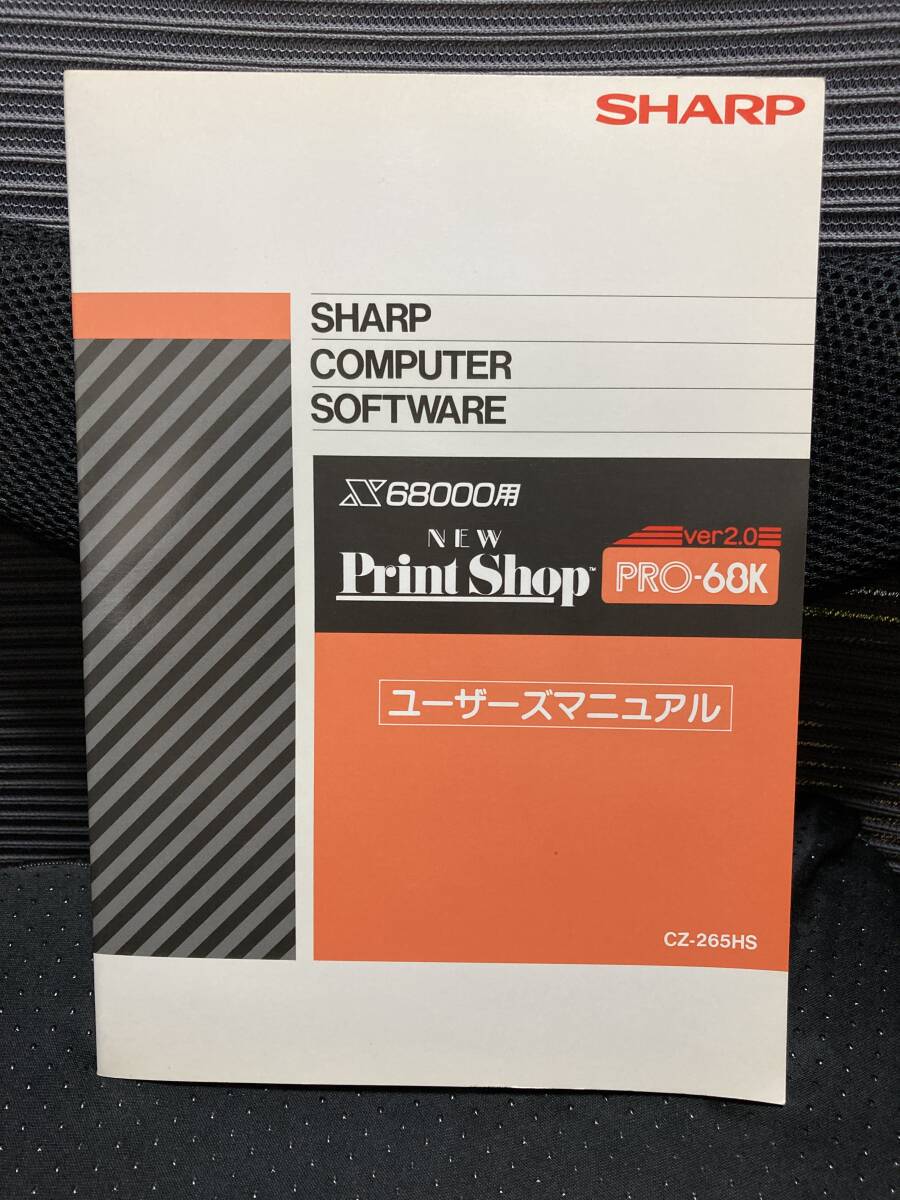 SHARP
SHARP
COMPUTER
SOFTWARE
X68000用
NEW
Print Shop™
ver2.0
PRO-68K
ユーザーズマニュアル
CZ-265HS